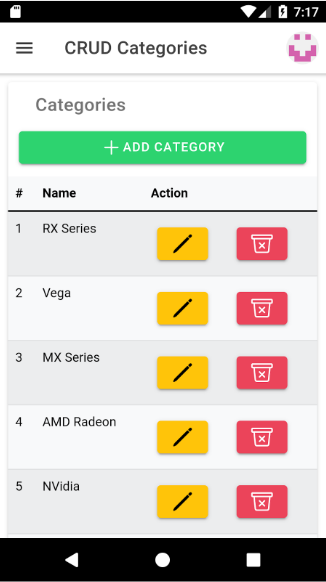 7:17
CRUD Categories
Categories
ADD CATEGORY
# Name Action
1 RX Series
2 Vega
3 MX Series
4 AMD Radeon
5 NVidia